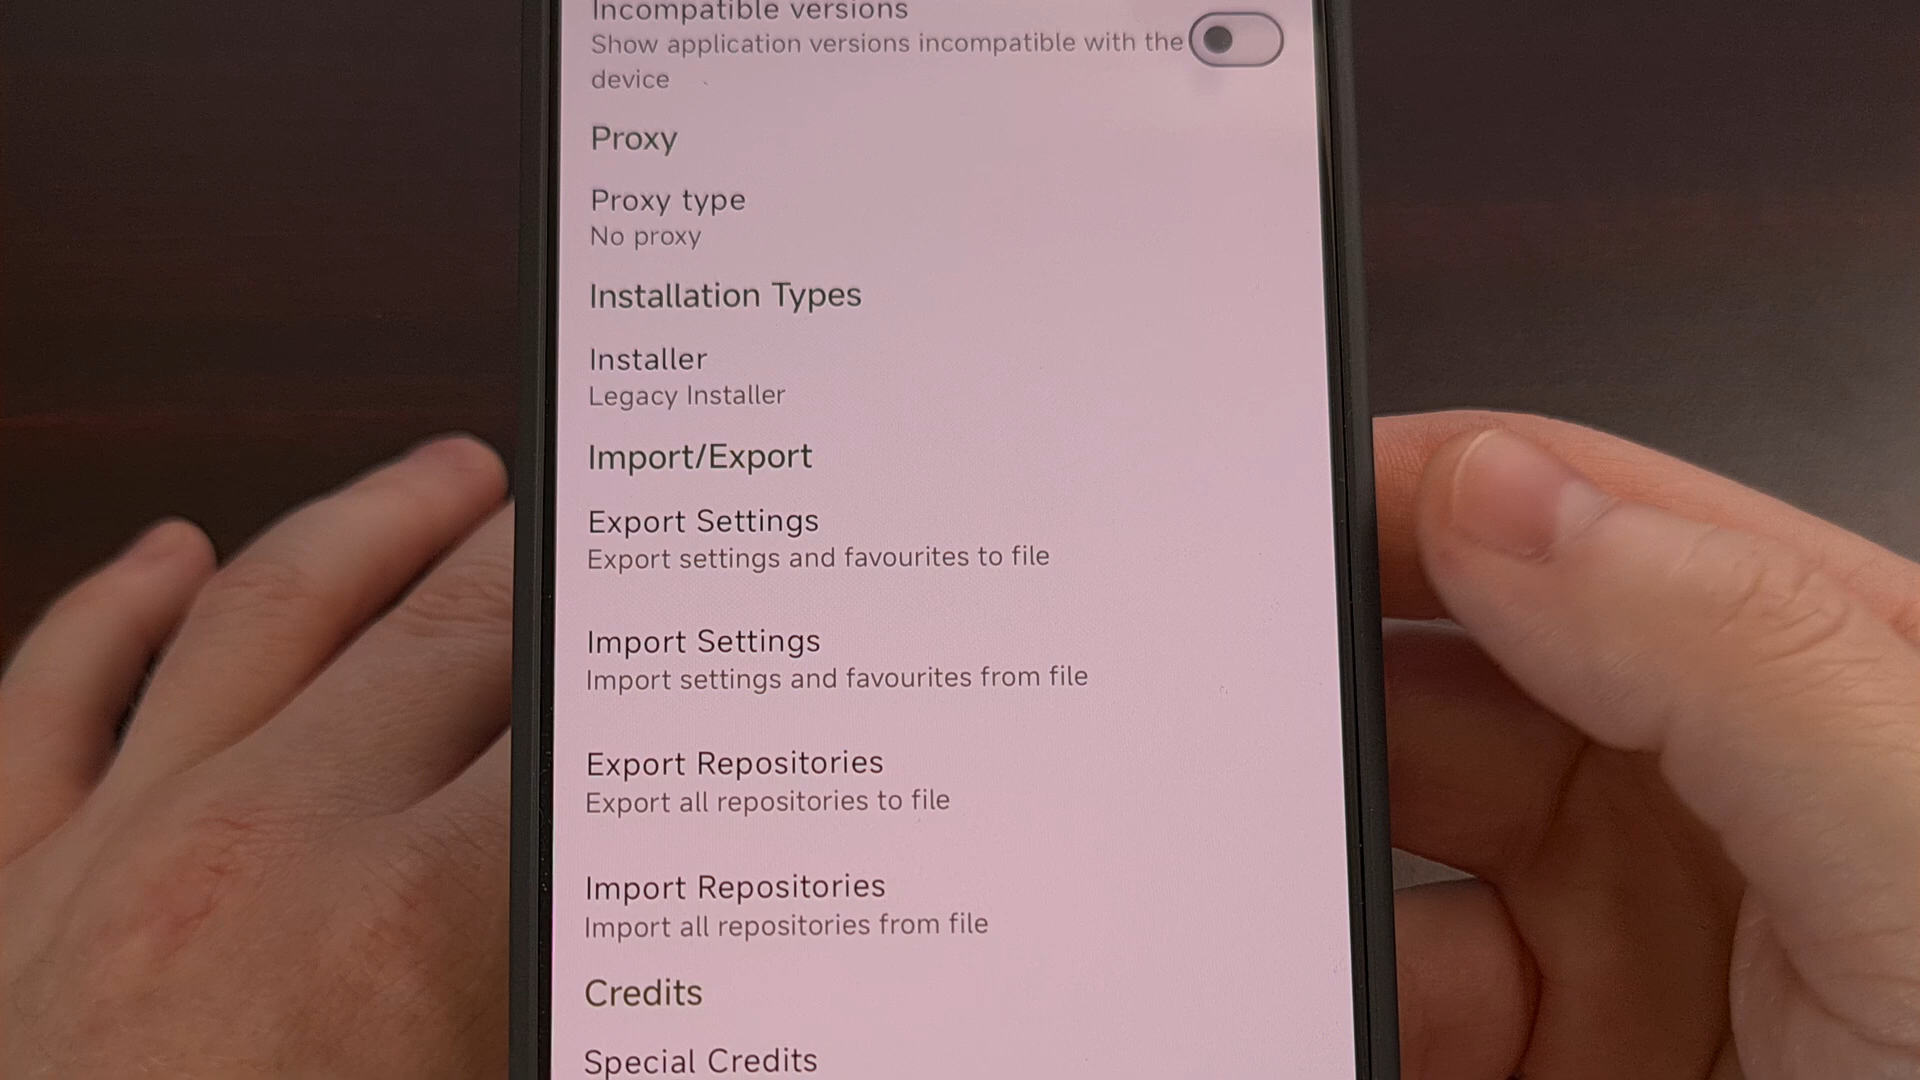 Incompatible versions
Show application versions incompatible with the
device
Proxy
Proxy type
No proxy
Installation Types
Installer
Legacy Installer
Import/Export
Export Settings
Export settings and favourites to file
Import Settings
Import settings and favourites from file
Export Repositories
Export all repositories to file
Import Repositories
Import all repositories from file
Credits
Special Credits